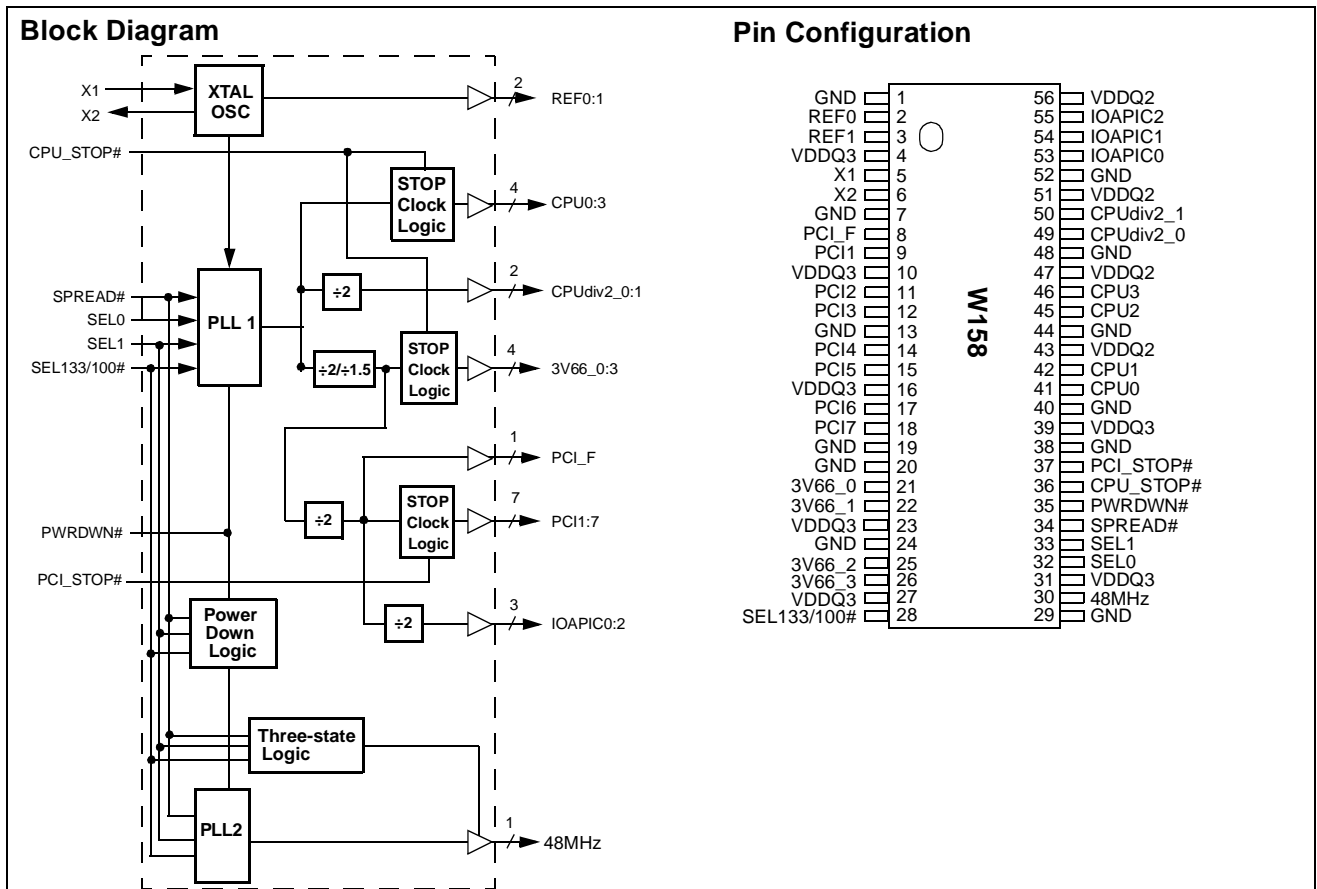 Block Diagram
X1
X2
XTAL
OSC
2
REF0:1
CPU_STOP#
STOP
Clock
Logic
4
CPU0:3
÷2
2
CPUdiv2_0:1
SPREAD#
SEL0
SEL1
SEL133/100#
PLL 1
÷2/÷1.5
STOP
Clock
Logic
4
3V66_0:3
1
PCI_F
÷2
STOP
Clock
Logic
7
PCI1:7
PWRDWN#
PCI_STOP#
Power
Down
Logic
÷2
3
IOAPIC0:2
Three-state
Logic
PLL2
1
48MHz
Pin Configuration
W158
GND 1
REF0 2
REF1 3
VDDQ3 4
X1 5
X2 6
GND 7
PCI_F 8
PCI1 9
VDDQ3 10
PCI2 11
PCI3 12
GND 13
PCI4 14
PCI5 15
VDDQ3 16
PCI6 17
PCI7 18
GND 19
GND 20
3V66_0 21
3V66_1 22
VDDQ3 23
GND 24
3V66_2 25
3V66_3 26
VDDQ3 27
SEL133/100# 28
56 VDDQ2
55 IOAPIC2
54 IOAPIC1
53 IOAPIC0
52 GND
51 VDDQ2
50 CPUdiv2_1
49 CPUdiv2_0
48 GND
47 VDDQ2
46 CPU3
45 CPU2
44 GND
43 VDDQ2
42 CPU1
41 CPU0
40 GND
39 VDDQ3
38 GND
37 PCI_STOP#
36 CPU_STOP#
35 PWRDWN#
34 SPREAD#
33 SEL1
32 SEL0
31 VDDQ3
30 48MHz
29 GND